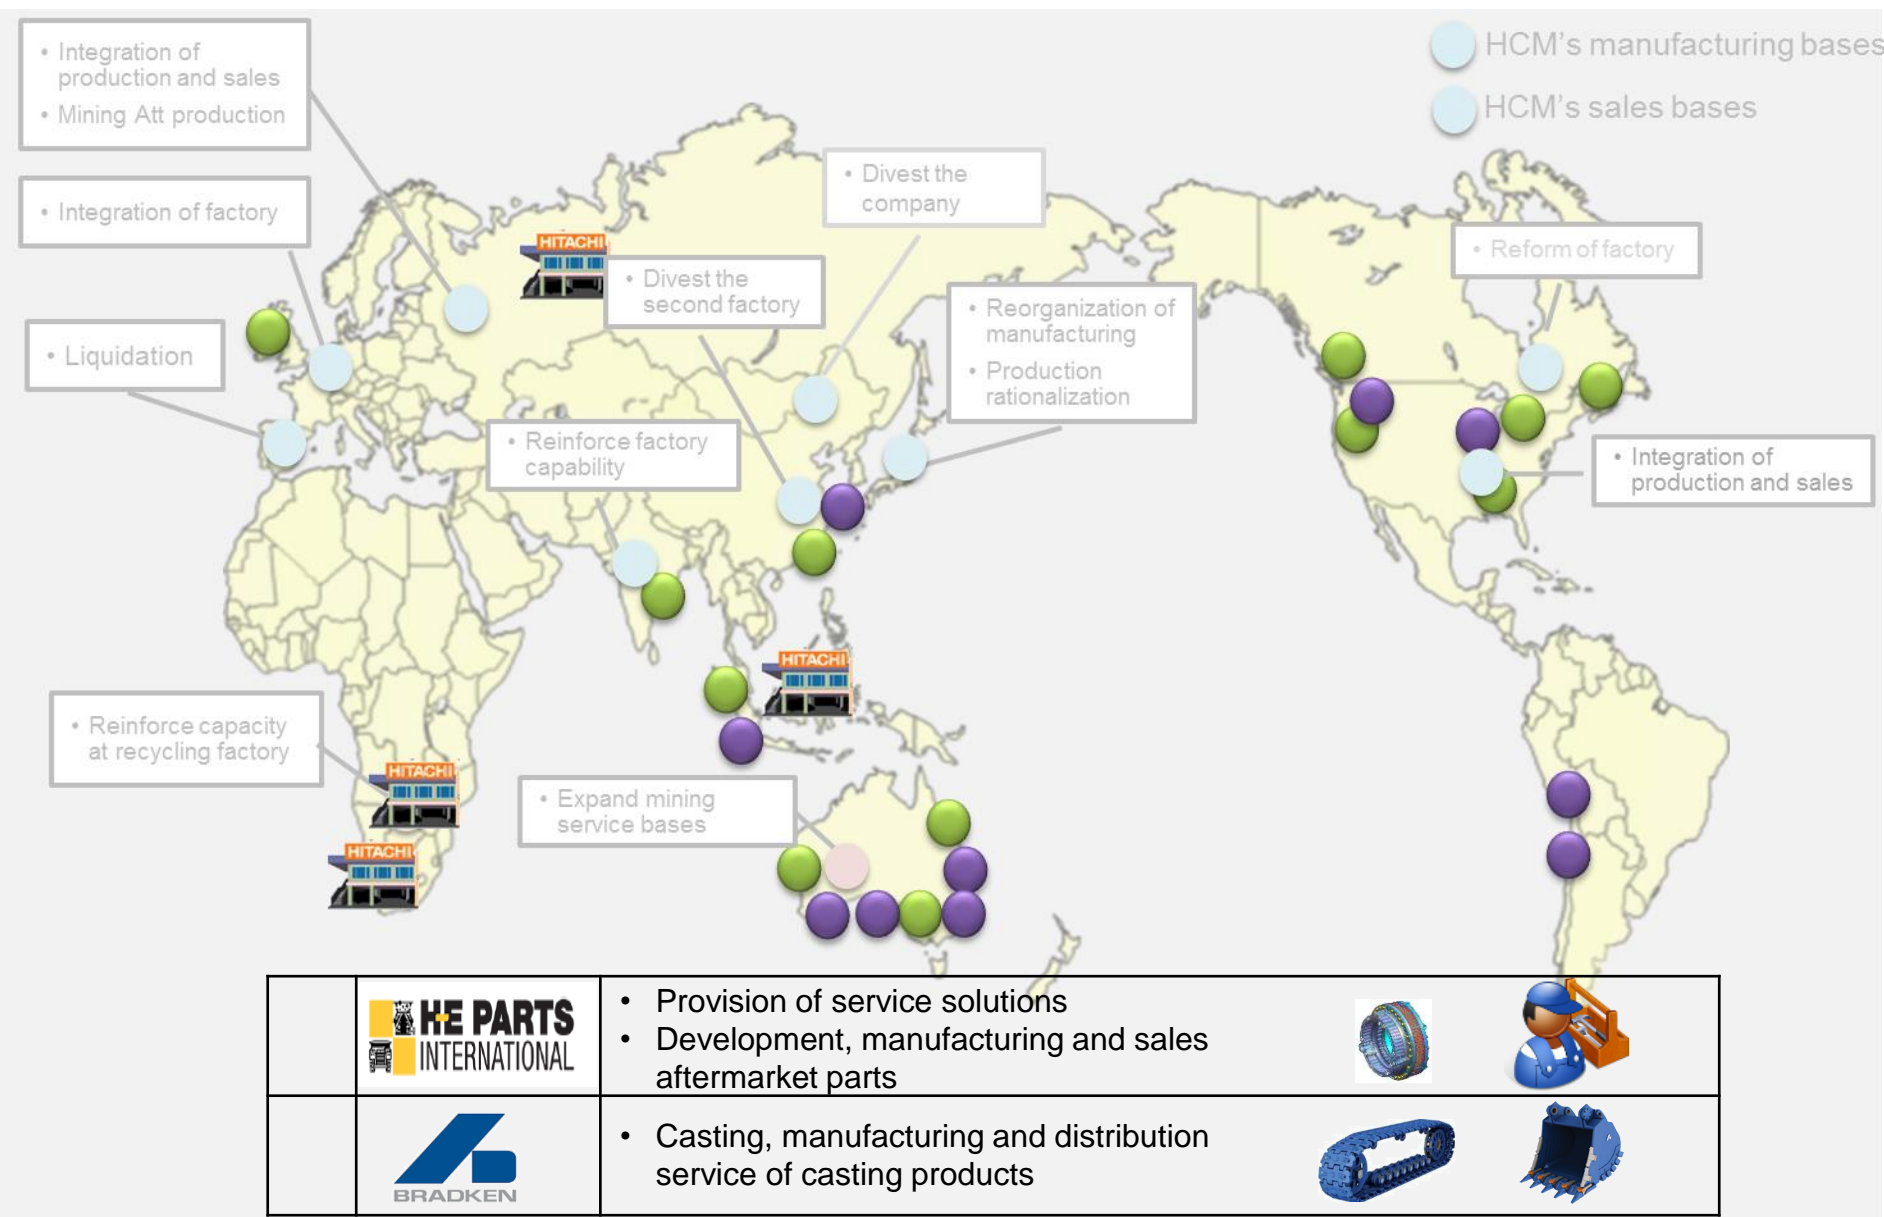 • Integration of
production and sales
• Mining Att production
HCM's manufacturing bases
HCM's sales bases
• Integration of factory
• Divest the
company
• Reform of factory
HITACHI
• Divest the
second factory
• Reorganization of
manufacturing
• Production
rationalization
• Liquidation
• Reinforce factory
capability
• Integration of
production and sales
HITACHI
• Reinforce capacity
at recycling factory
HITACHI
• Expand mining
service bases
HITACHI
H-E PARTS
INTERNATIONAL
• Provision of service solutions
• Development, manufacturing and sales
aftermarket parts
BRADKEN
• Casting, manufacturing and distribution
service of casting products